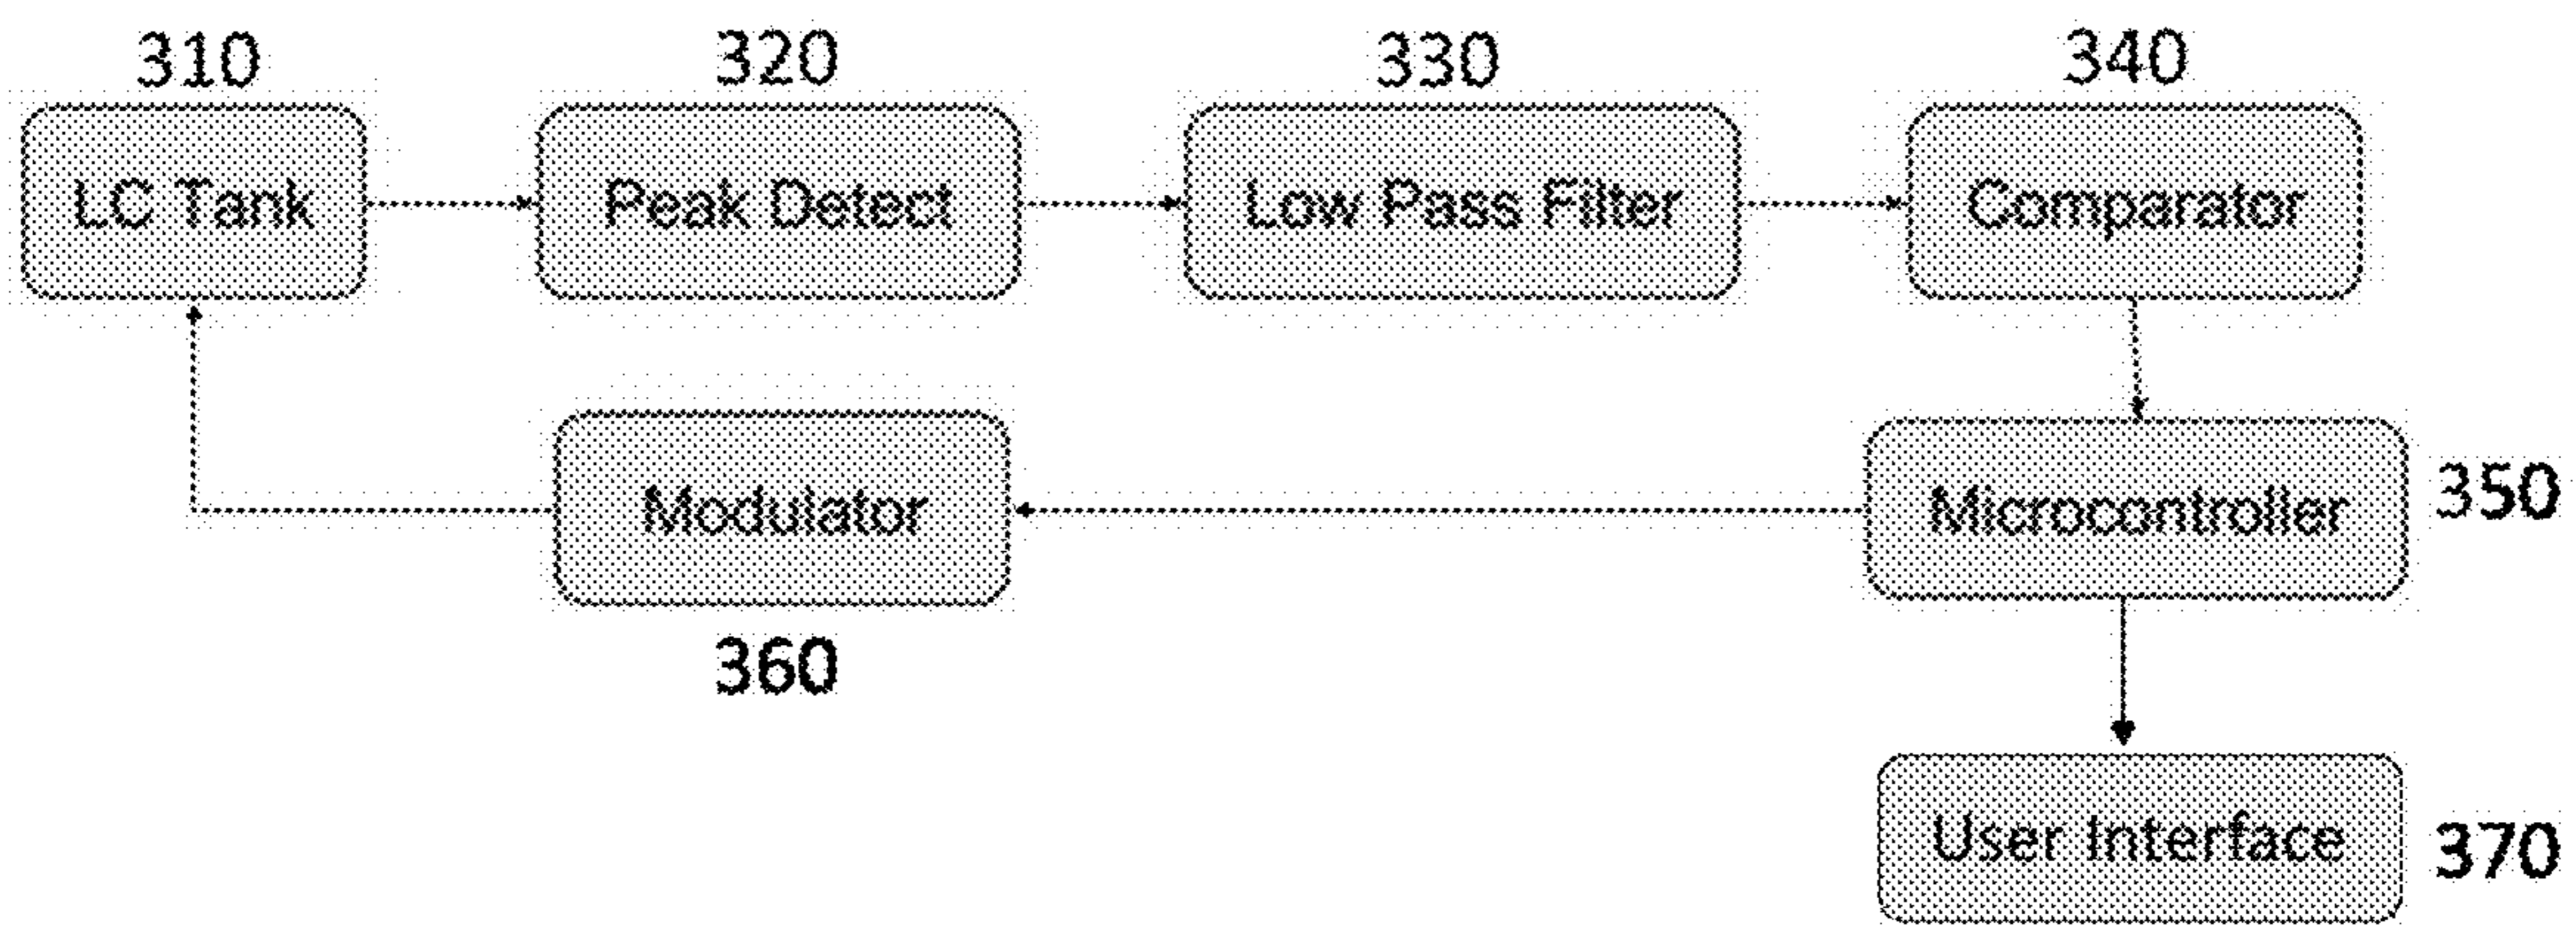 310
320
330
340
LC Tank
Peak Detect
Low Pass Filter
Comparator
Modulator
Microcontroller
350
360
User Interface
370